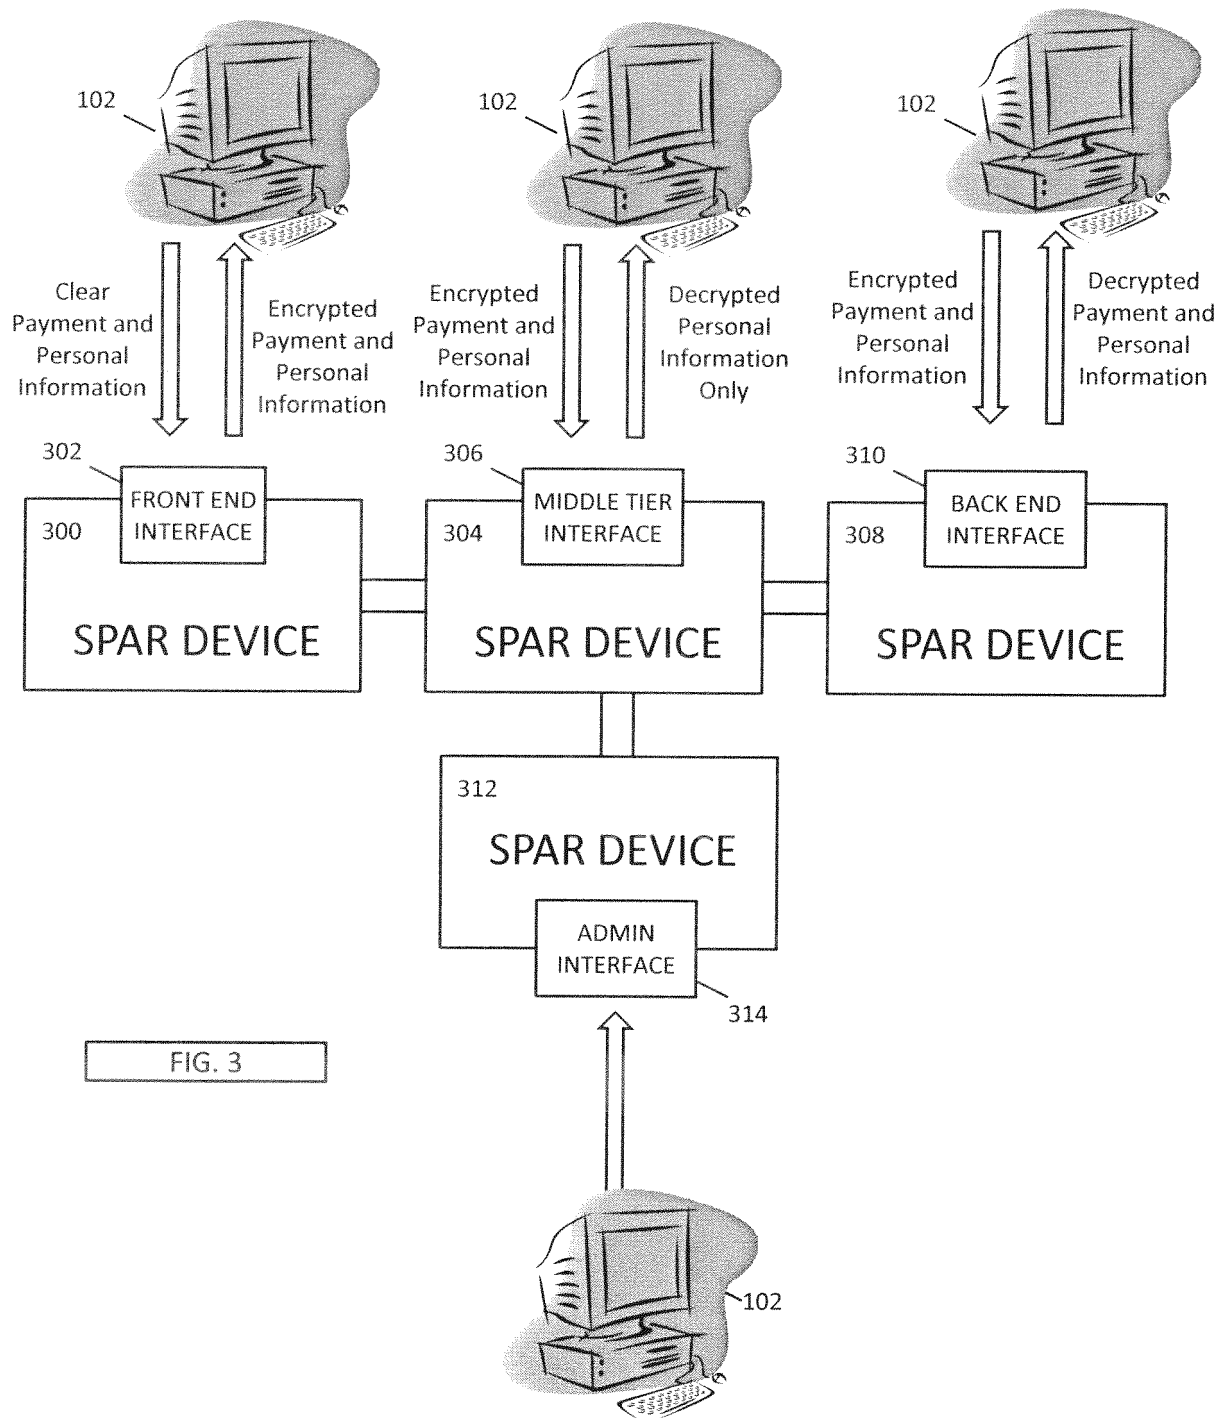 102
102
102
Clear
Payment and
Personal
Information
Encrypted
Payment and
Personal
Information
Encrypted
Payment and
Personal
Information
Decrypted
Personal
Information
Only
Encrypted
Payment and
Personal
Information
Decrypted
Payment and
Personal
Information
302
FRONT END
INTERFACE
300
SPAR DEVICE
306
MIDDLE TIER
INTERFACE
304
SPAR DEVICE
310
BACK END
INTERFACE
308
SPAR DEVICE
312
SPAR DEVICE
ADMIN
INTERFACE
314
FIG. 3
102